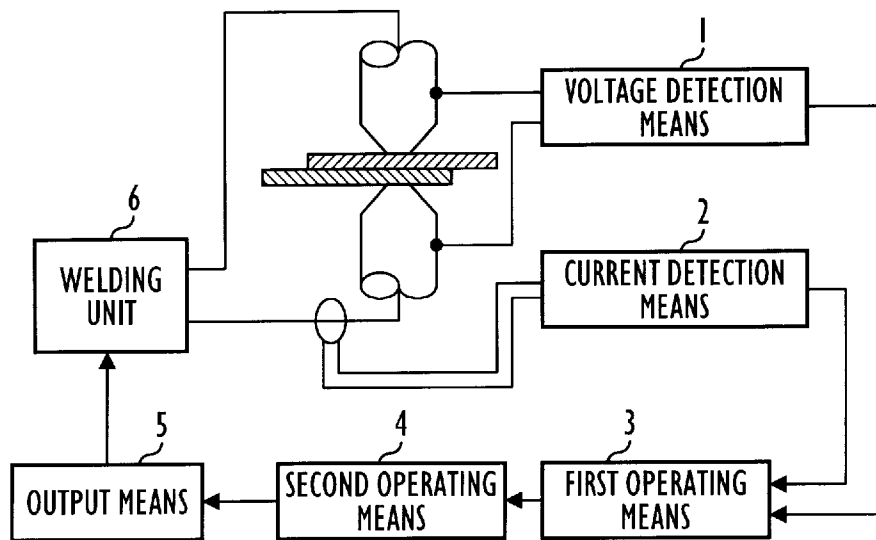 1
VOLTAGE DETECTION
MEANS
2
CURRENT DETECTION
MEANS
6
WELDING
UNIT
5
OUTPUT MEANS
4
SECOND OPERATING
MEANS
3
FIRST OPERATING
MEANS